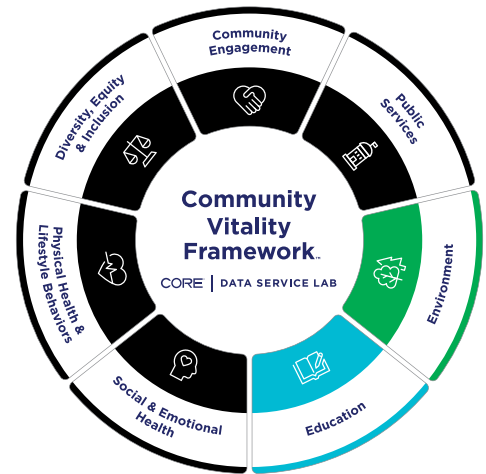 Community
Engagement
Public
Services
Environment
Education
Social & Emotional
Health
Physical Health &
Lifestyle Behaviors
Diversity, Equity
& Inclusion
Community
Vitality
Framework™
CORE | DATA SERVICE LAB